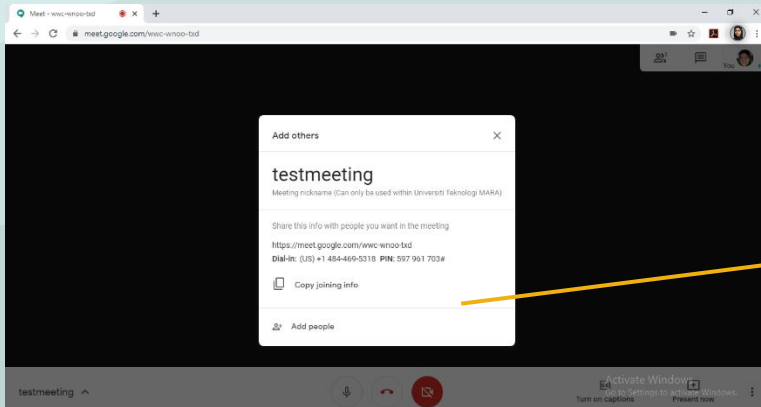 Meet - wwc-wnoo-txd
meet.google.com/wwc-wnoo-txd
You
Add others
testmeeting
Meeting nickname (Can only be used within Universiti Teknologi MARA)
Share this info with people you want in the meeting
https://meet.google.com/wwc-wnoo-txd
Dial-in: (US) +1 484-469-5318 PIN: 597 961 703#
Copy joining info
Add people
testmeeting
Activate Windows
Go to Settings to activate Windows.
Turn on captions
Present now